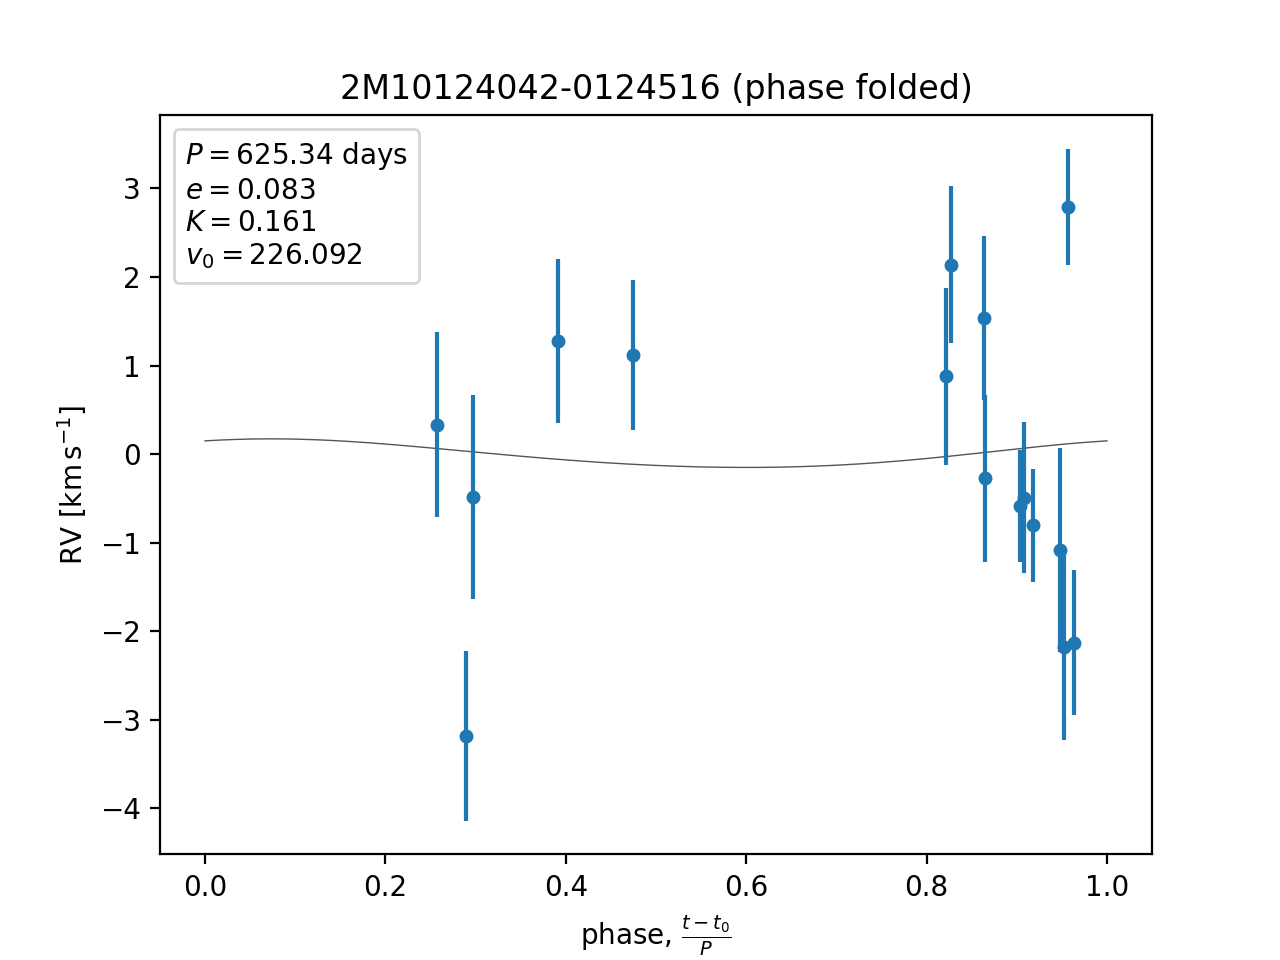 2M10124042-0124516 (phase folded)
P = 625.34 days
e = 0.083
K = 0.161
v₀ = 226.092
3
2
1
0
−1
−2
−3
−4
RV [km s⁻¹]
0.0 0.2 0.4 0.6 0.8 1.0
phase, (t − t₀)/P